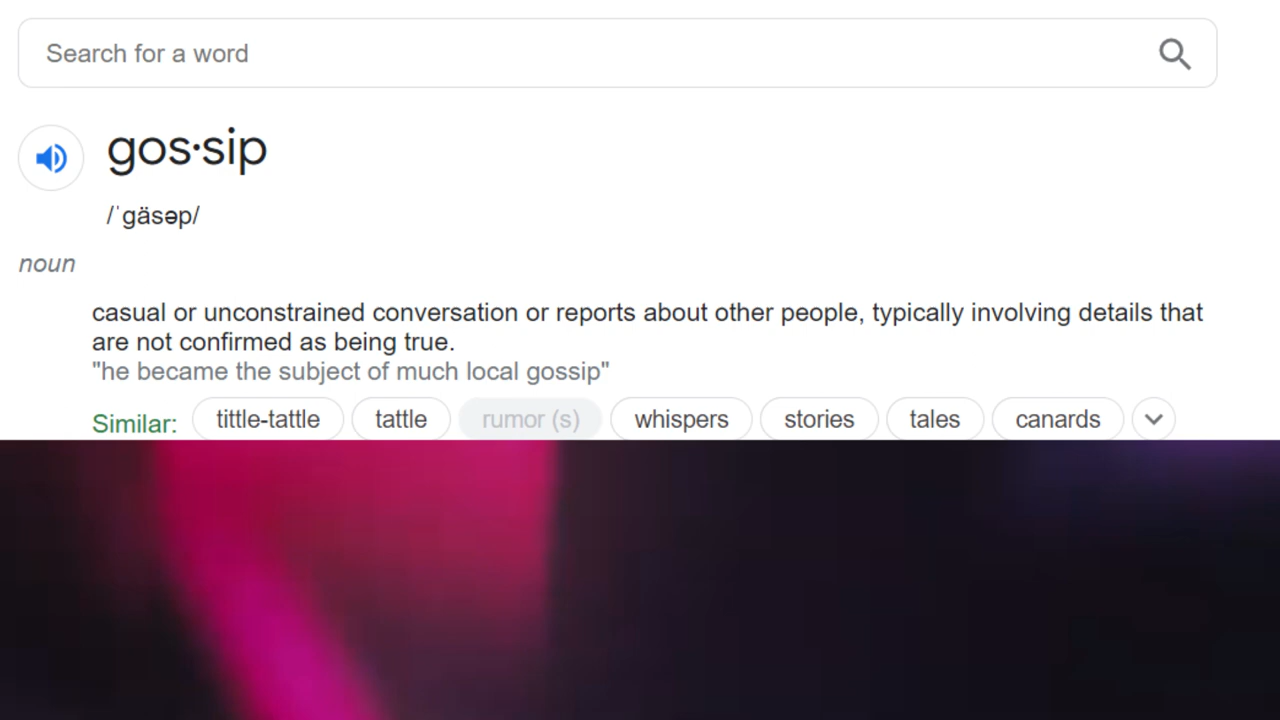 Search for a word
gos·sip
/ˈɡäsəp/
noun
casual or unconstrained conversation or reports about other people, typically involving details that
are not confirmed as being true.
"he became the subject of much local gossip"
Similar: tittle-tattle tattle rumor (s) whispers stories tales canards